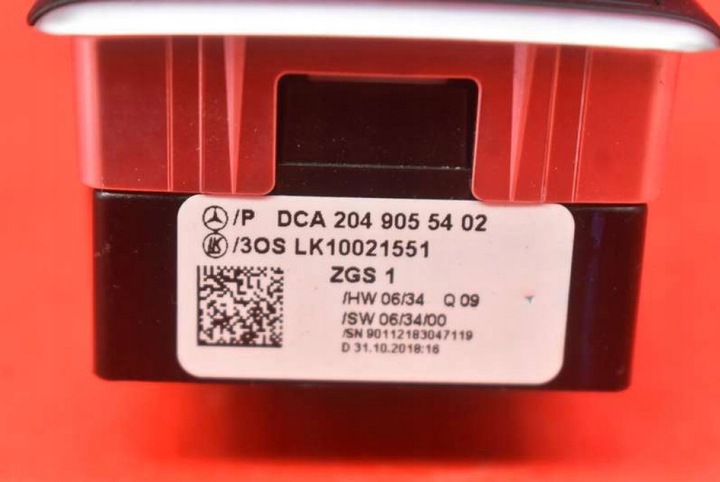 /P DCA 204 905 54 02
LK /3OS LK10021551
ZGS 1
/HW 06/34 Q 09
/SW 06/34/00
/SN 90112183047119
D 31.10.2018:16